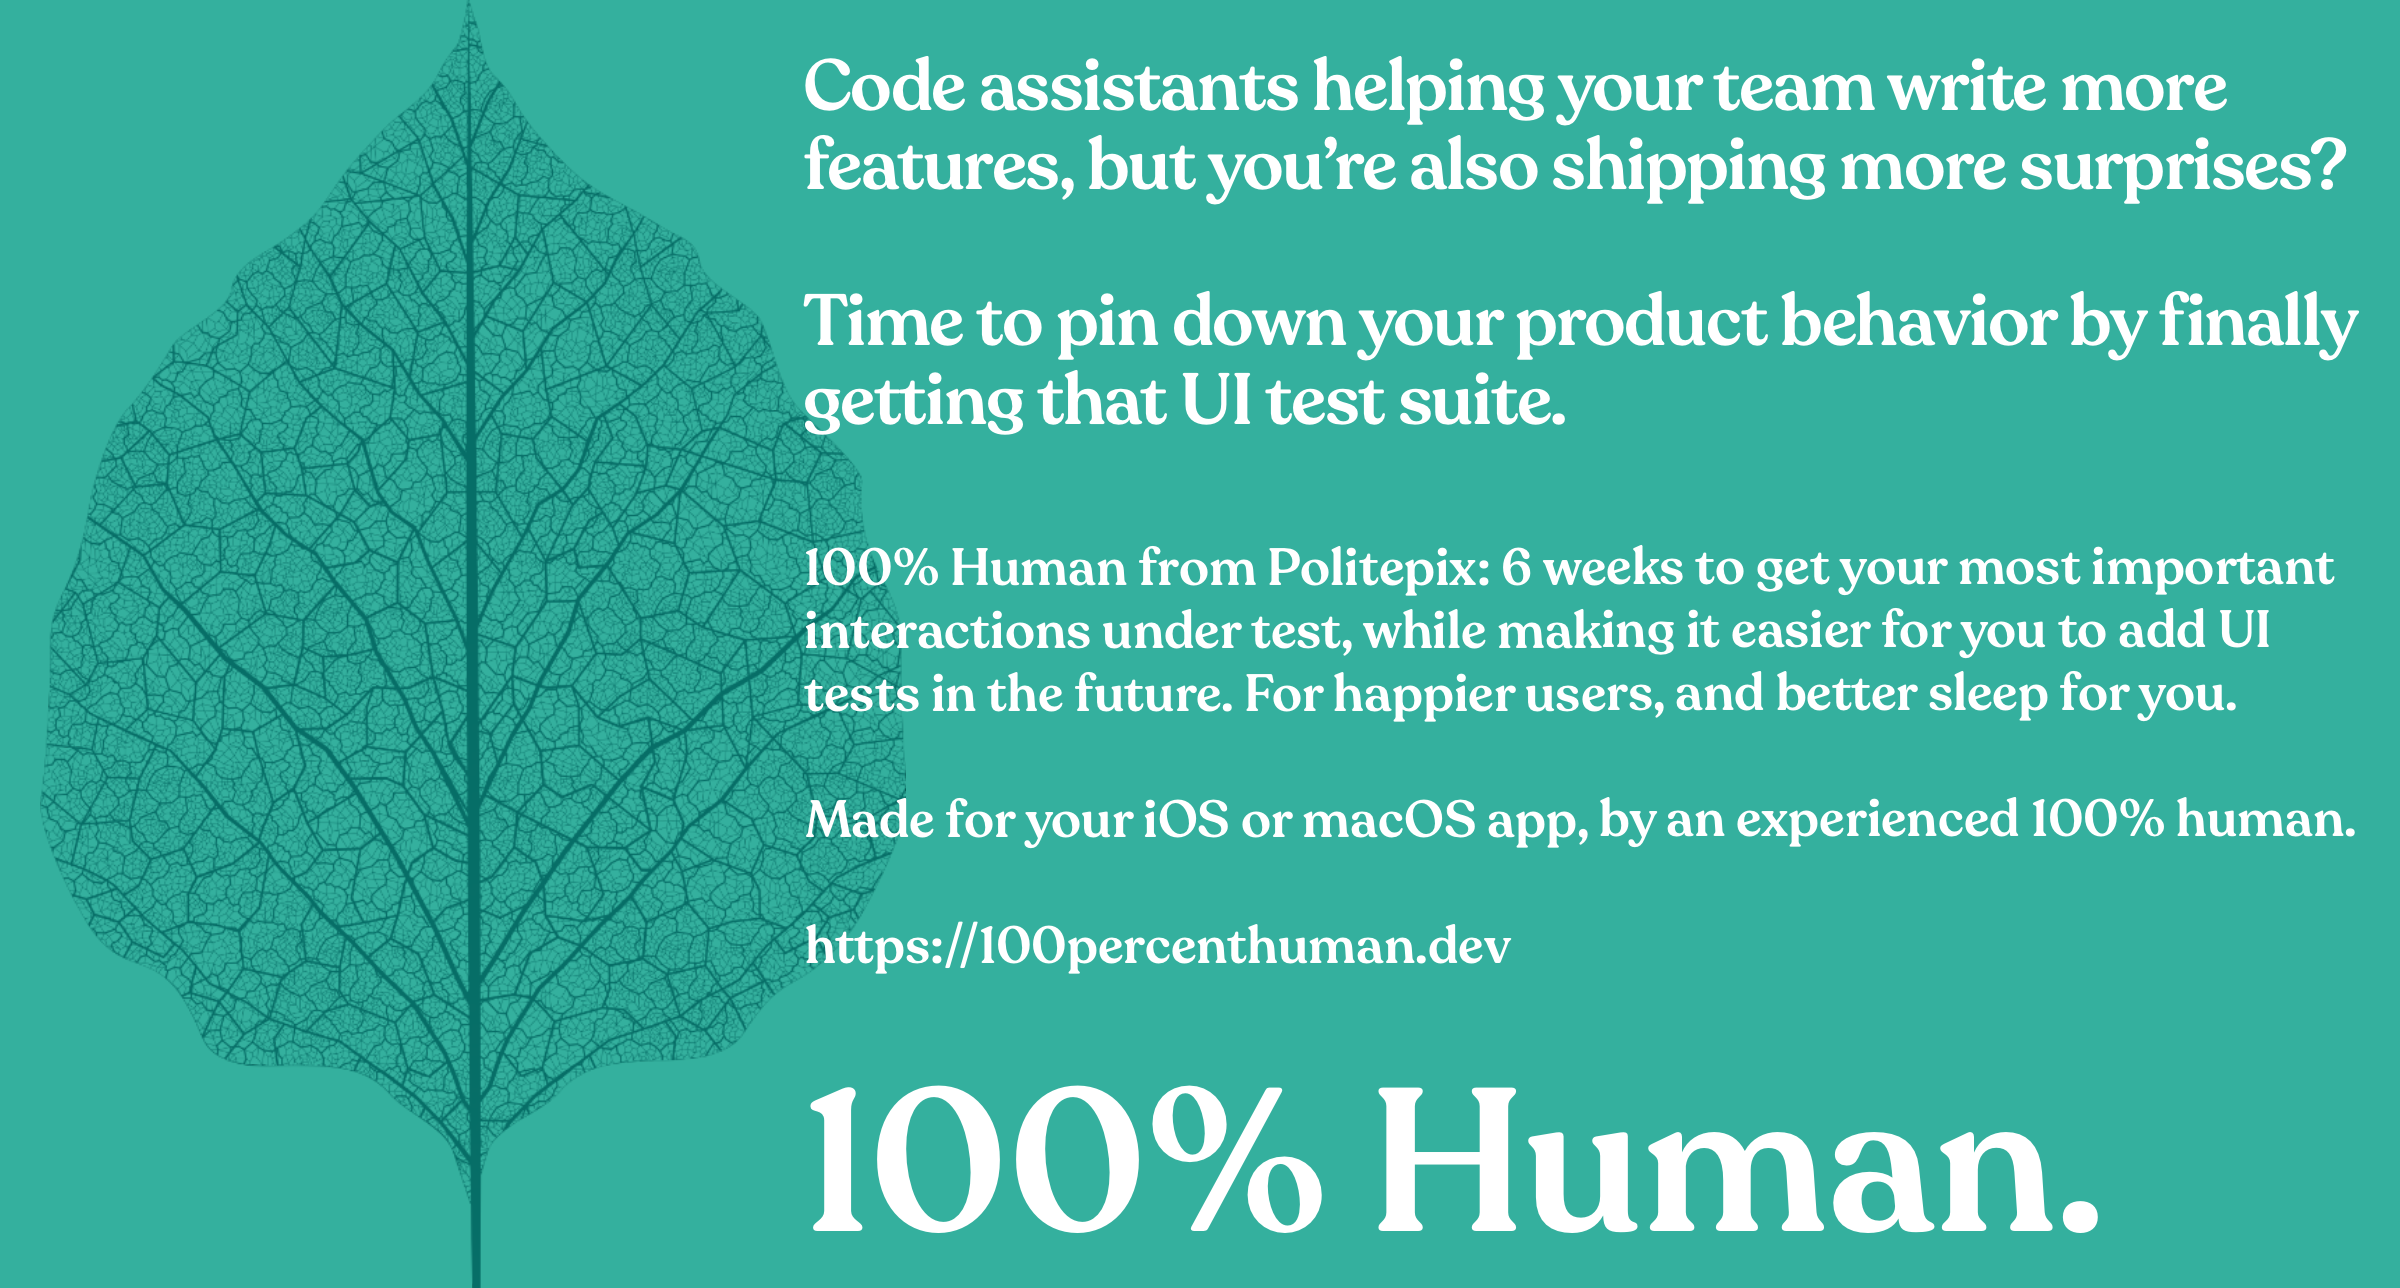 Code assistants helping your team write more
features, but you’re also shipping more surprises?
Time to pin down your product behavior by finally
getting that UI test suite.
100% Human from Politepix: 6 weeks to get your most important
interactions under test, while making it easier for you to add UI
tests in the future. For happier users, and better sleep for you.
Made for your iOS or macOS app, by an experienced 100% human.
https://100percenthuman.dev
100% Human.